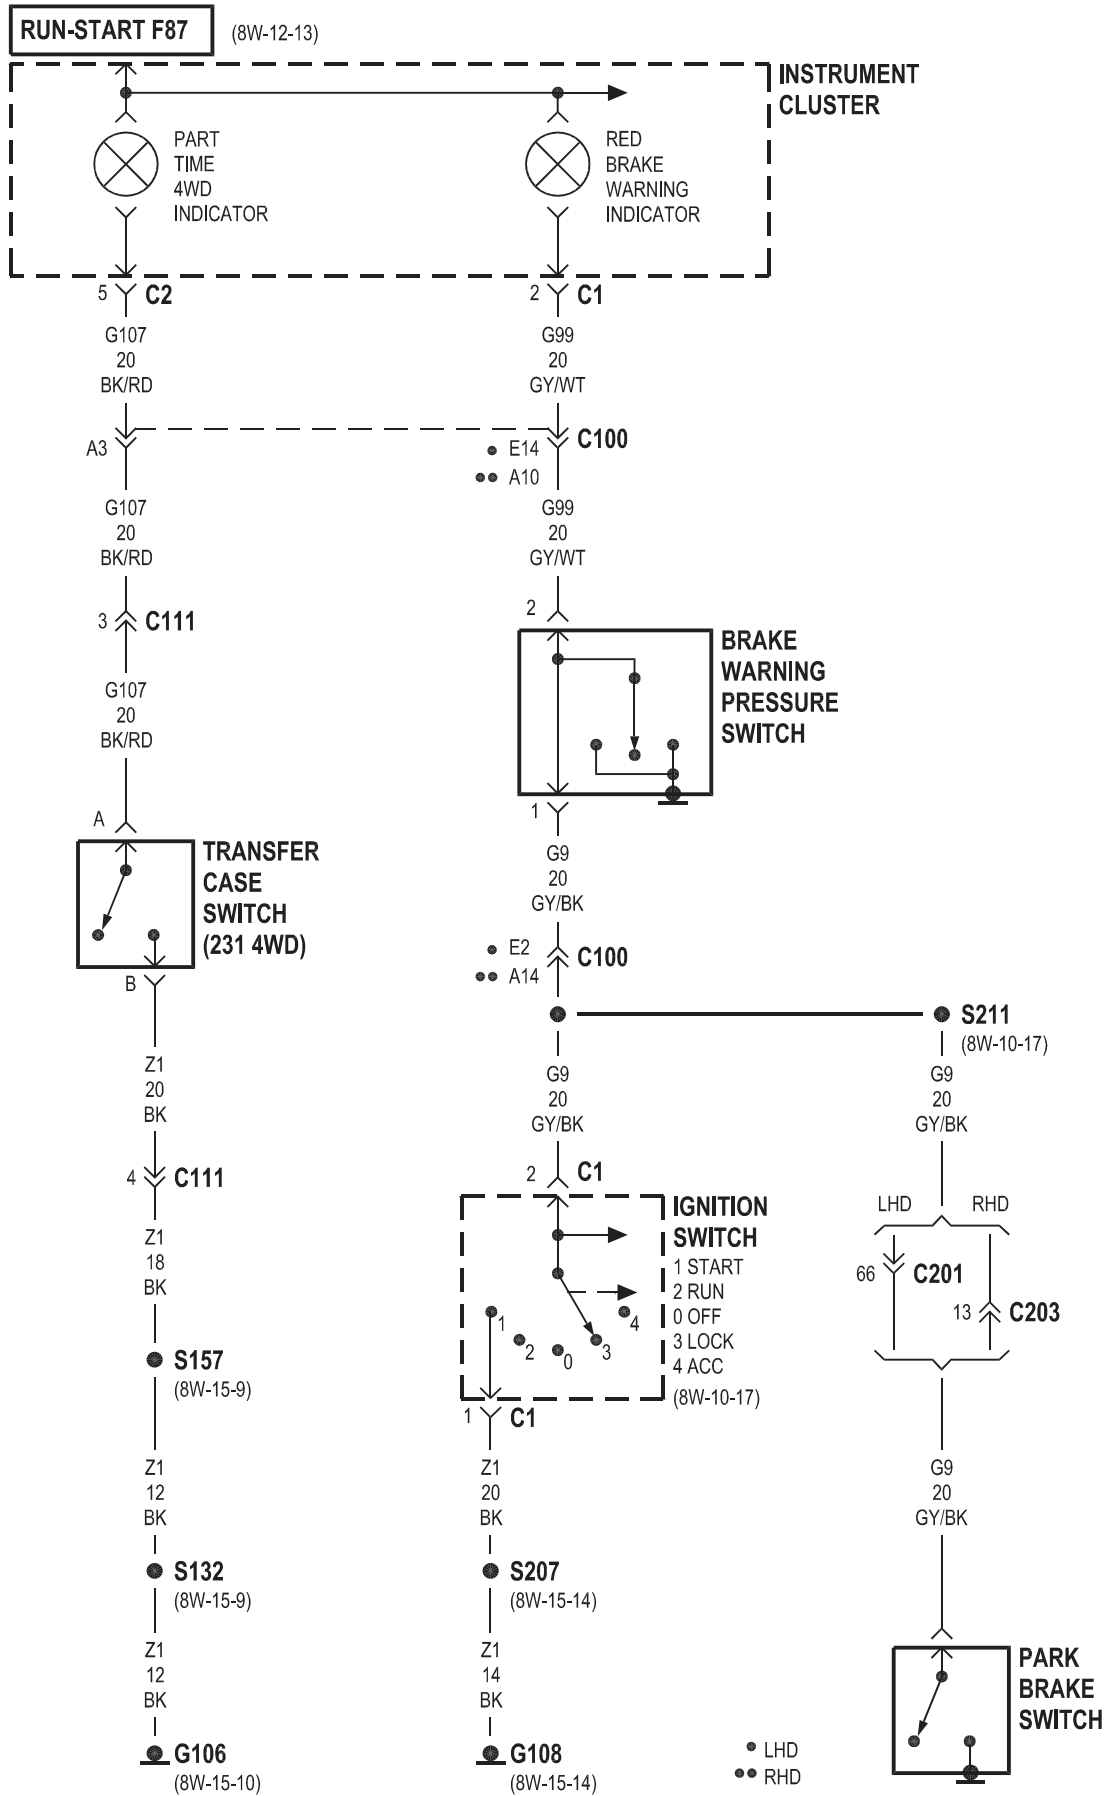 RUN-START F87
(8W-12-13)
INSTRUMENT
CLUSTER
PART
TIME
4WD
INDICATOR
RED
BRAKE
WARNING
INDICATOR
5
C2
2
C1
G107
20
BK/RD
G99
20
GY/WT
A3
E14
A10
C100
G107
20
BK/RD
G99
20
GY/WT
3
C111
2
BRAKE
WARNING
PRESSURE
SWITCH
G107
20
BK/RD
1
A
TRANSFER
CASE
SWITCH
(231 4WD)
B
G9
20
GY/BK
E2
A14
C100
S211
(8W-10-17)
Z1
20
BK
G9
20
GY/BK
G9
20
GY/BK
4
C111
2
C1
IGNITION
SWITCH
1 START
2 RUN
0 OFF
3 LOCK
4 ACC
(8W-10-17)
1
2
0
3
4
LHD
RHD
66
C201
13
C203
Z1
18
BK
S157
(8W-15-9)
1
C1
Z1
12
BK
Z1
20
BK
G9
20
GY/BK
S132
(8W-15-9)
S207
(8W-15-14)
Z1
12
BK
Z1
14
BK
PARK
BRAKE
SWITCH
G106
(8W-15-10)
G108
(8W-15-14)
LHD
RHD